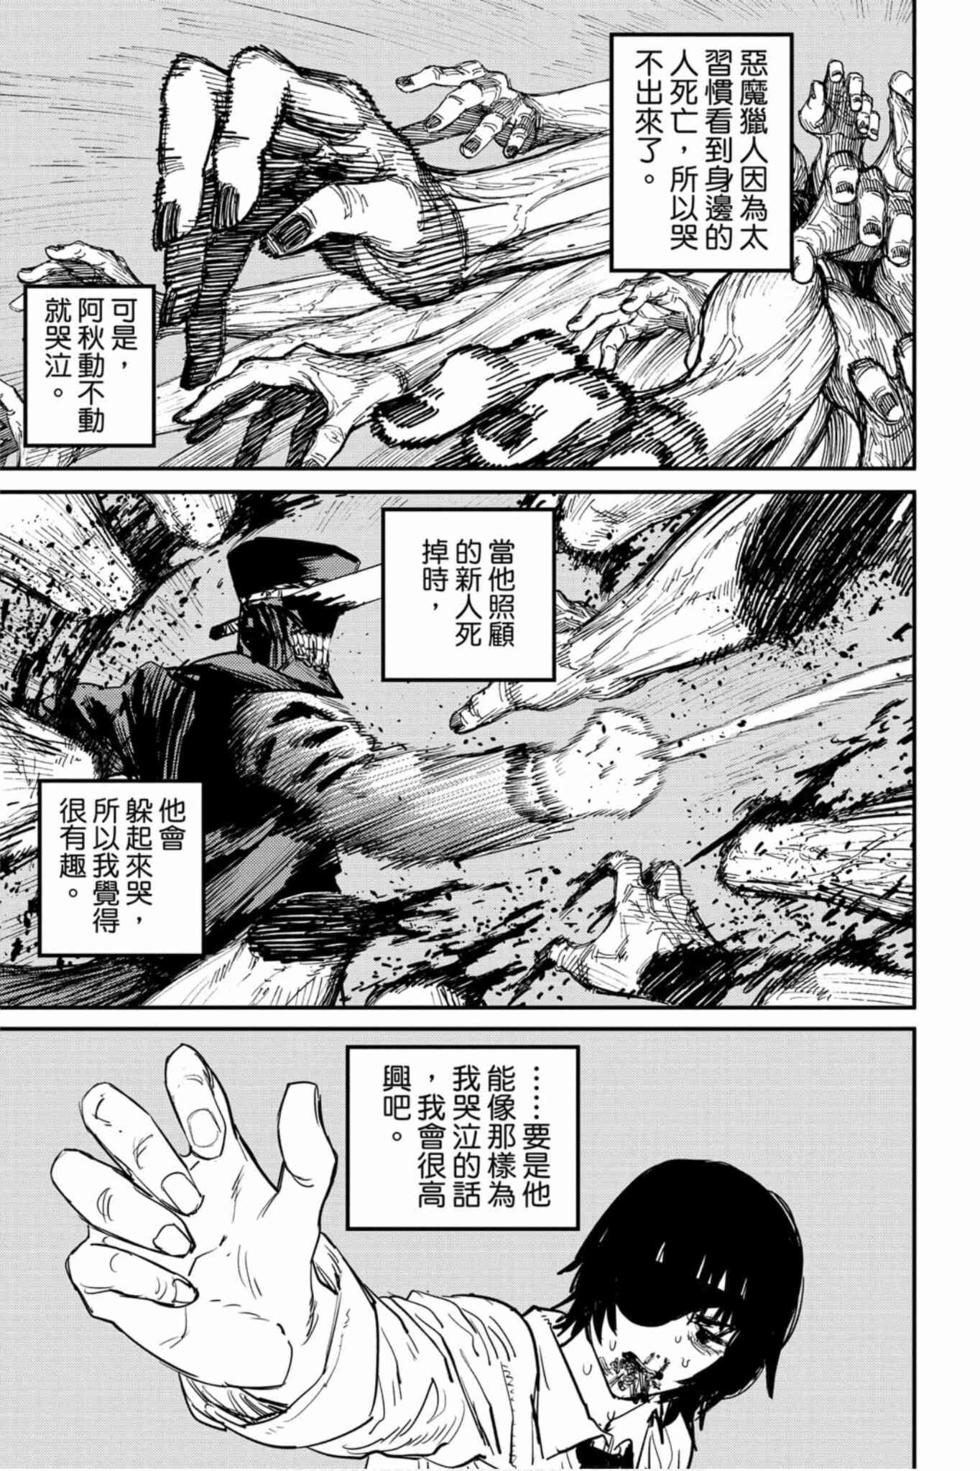 惡魔獵人因為太
習慣看到身邊的
人死亡，所以哭
不出來了。
可是，
阿秋動不動
就哭泣。
當他照顧
的新人死
掉時，
他會
躲起來哭，
所以我覺得
很有趣。
……要是他
能像那樣為
我哭泣的話
，我會很高
興吧。